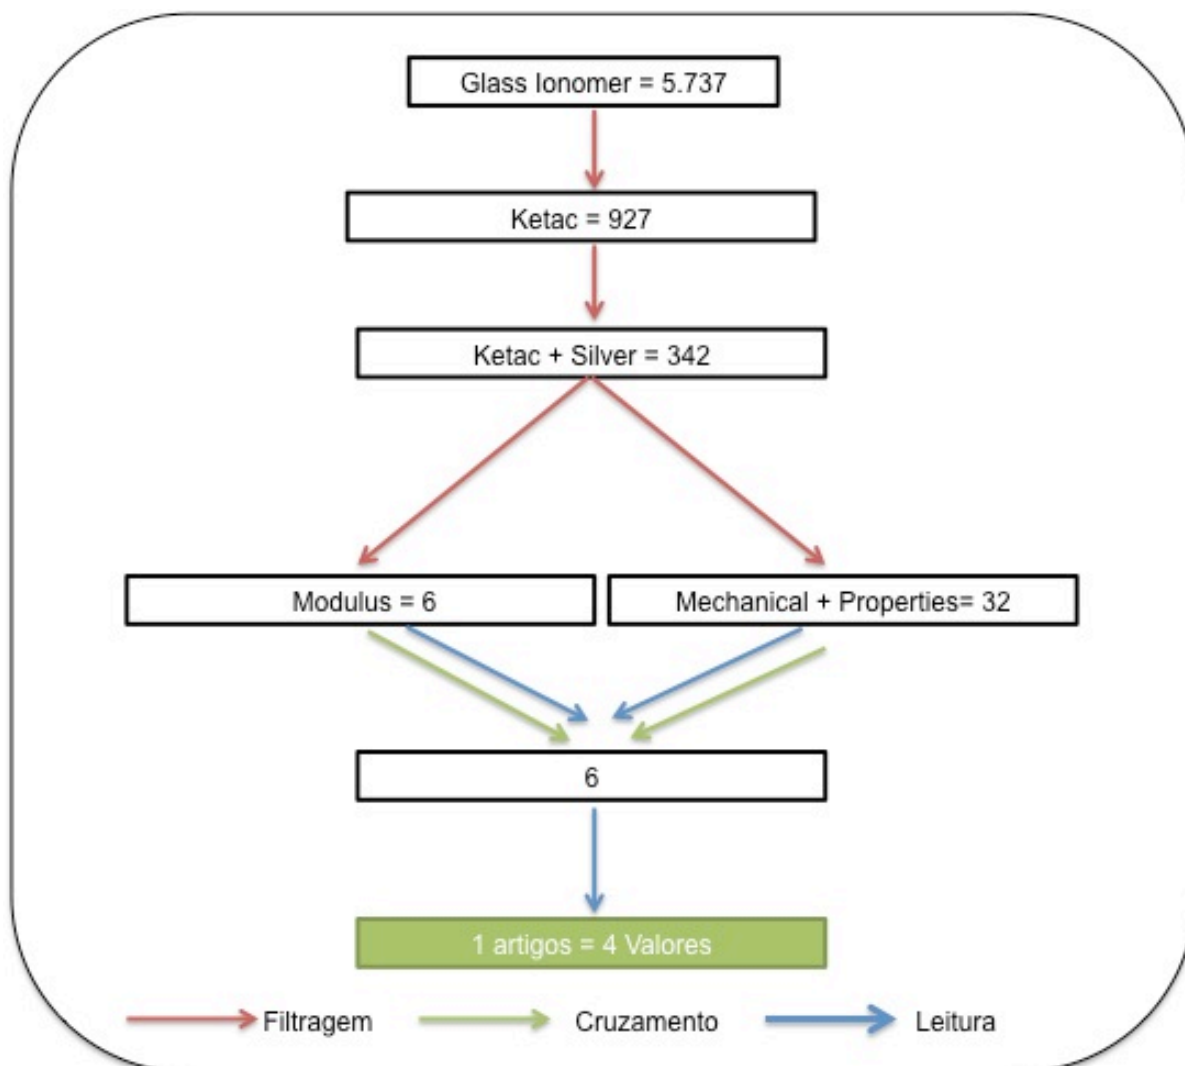 Glass Ionomer = 5.737
Ketac = 927
Ketac + Silver = 342
Modulus = 6
Mechanical + Properties= 32
6
1 artigos = 4 Valores
Filtragem
Cruzamento
Leitura